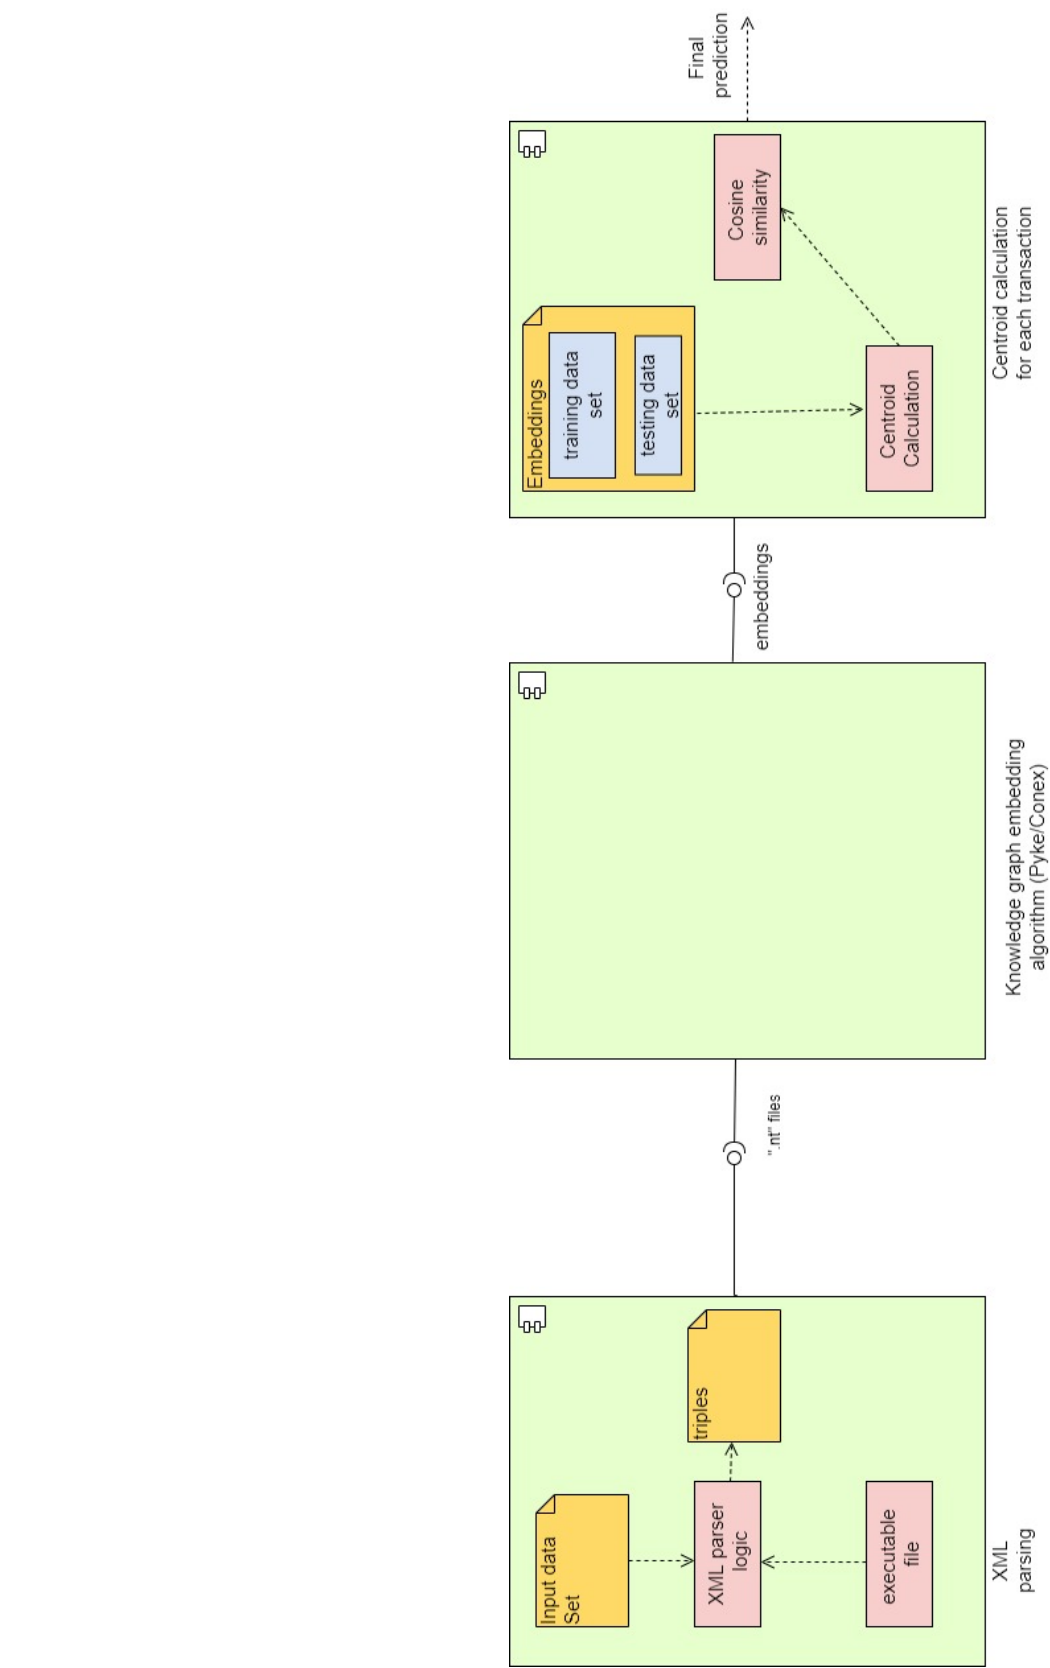 Input data
Set
XML parser
logic
executable
file
triples
XML
parsing
".nt" files
Knowledge graph embedding
algorithm (Pyke/Conex)
embeddings
Embeddings
training data
set
testing data
set
Centroid
Calculation
Cosine
similarity
Centroid calculation
for each transaction
Final
prediction